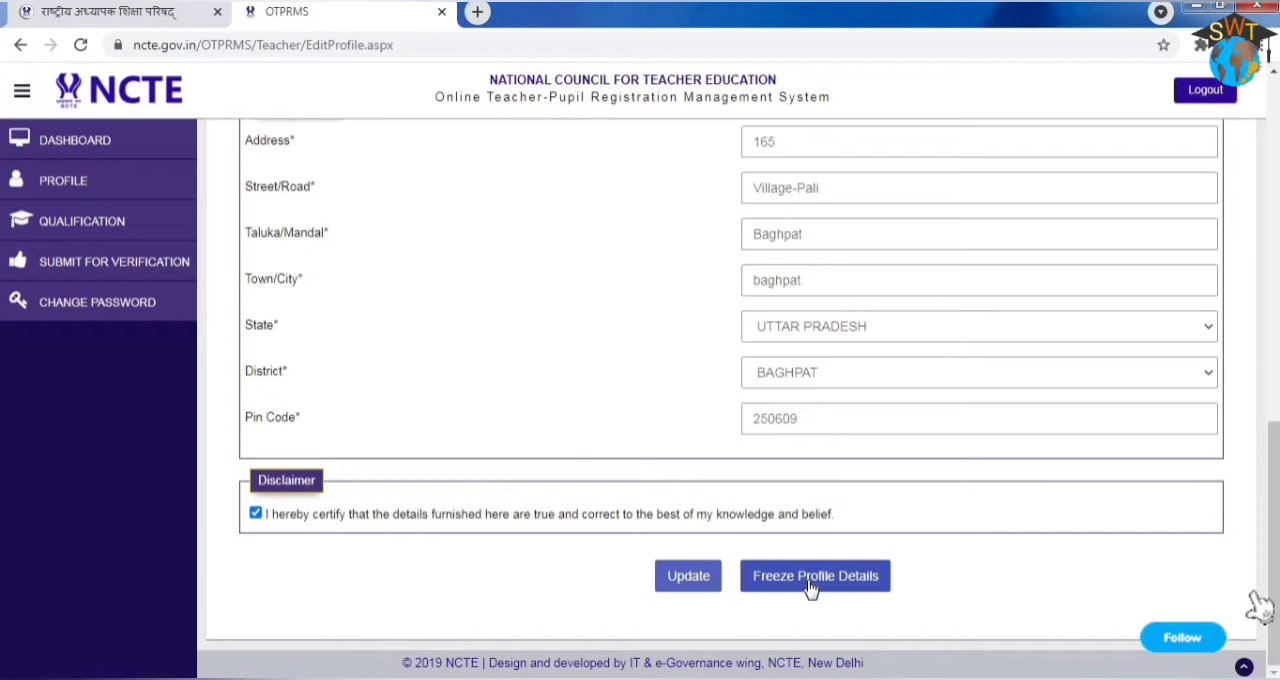 राष्ट्रीय अध्यापक शिक्षा परिषद्
OTPRMS
ncte.gov.in/OTPRMS/Teacher/EditProfile.aspx
SWT
NCTE
NCTE
NATIONAL COUNCIL FOR TEACHER EDUCATION
Online Teacher-Pupil Registration Management System
Logout
DASHBOARD
PROFILE
QUALIFICATION
SUBMIT FOR VERIFICATION
CHANGE PASSWORD
Address* 165
Street/Road* Village-Pali
Taluka/Mandal* Baghpat
Town/City* baghpat
State* UTTAR PRADESH
District* BAGHPAT
Pin Code* 250609
Disclaimer
I hereby certify that the details furnished here are true and correct to the best of my knowledge and belief.
Update Freeze Profile Details
Follow
© 2019 NCTE | Design and developed by IT & e-Governance wing, NCTE, New Delhi